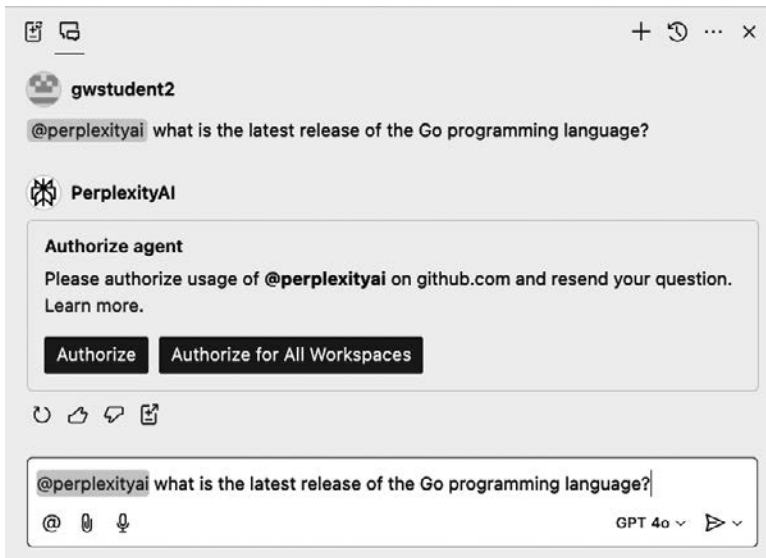 gwstudent2
@perplexityai what is the latest release of the Go programming language?
PerplexityAI
Authorize agent
Please authorize usage of @perplexityai on github.com and resend your question.
Learn more.
Authorize Authorize for All Workspaces
@perplexityai what is the latest release of the Go programming language?
GPT 4o